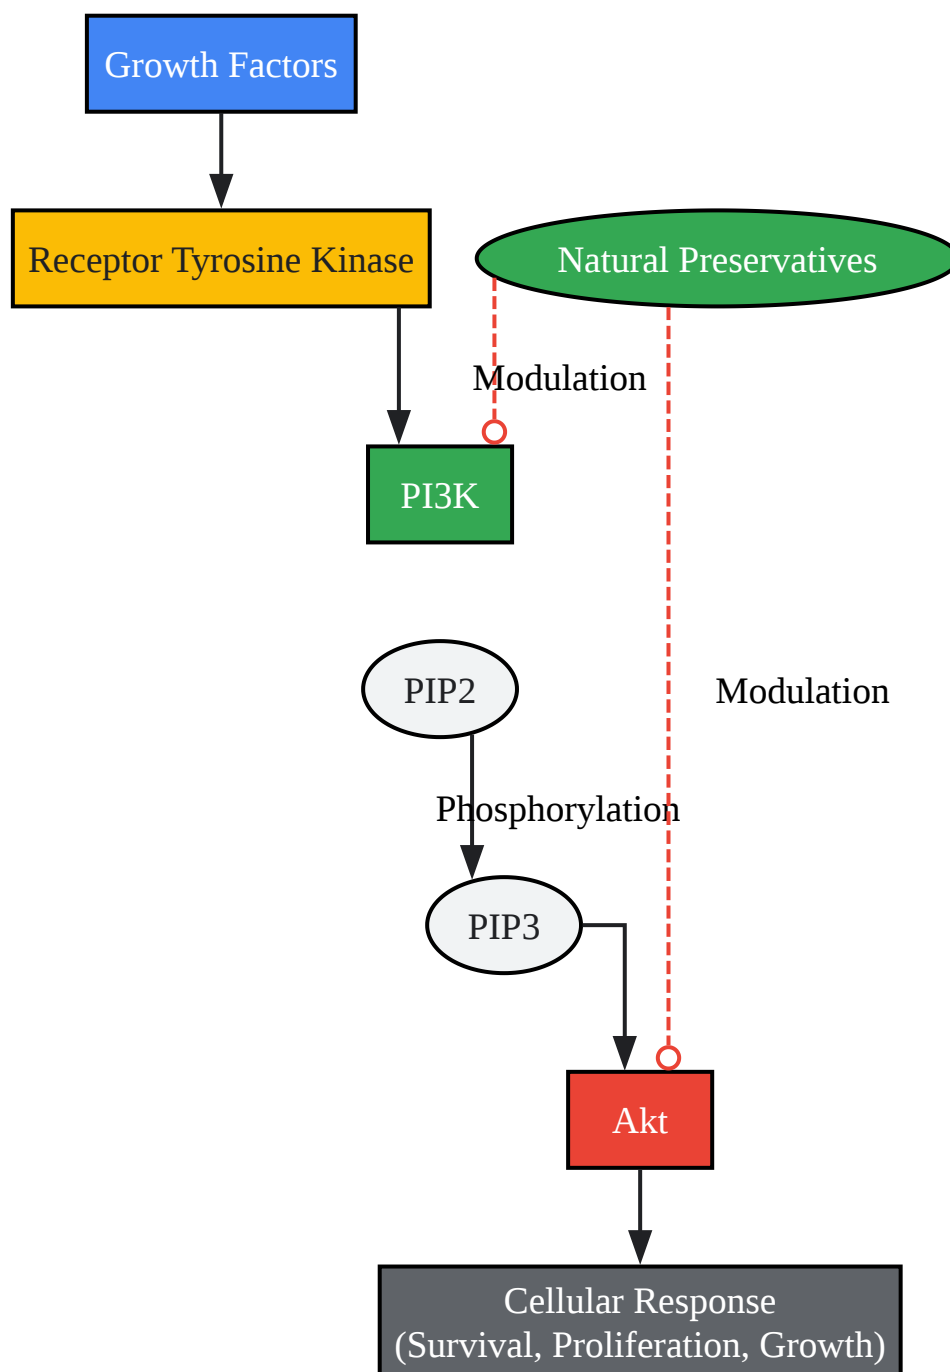 Growth Factors
Receptor Tyrosine Kinase
Natural Preservatives
Modulation
PI3K
PIP2
Modulation
Phosphorylation
PIP3
Akt
Cellular Response
(Survival, Proliferation, Growth)